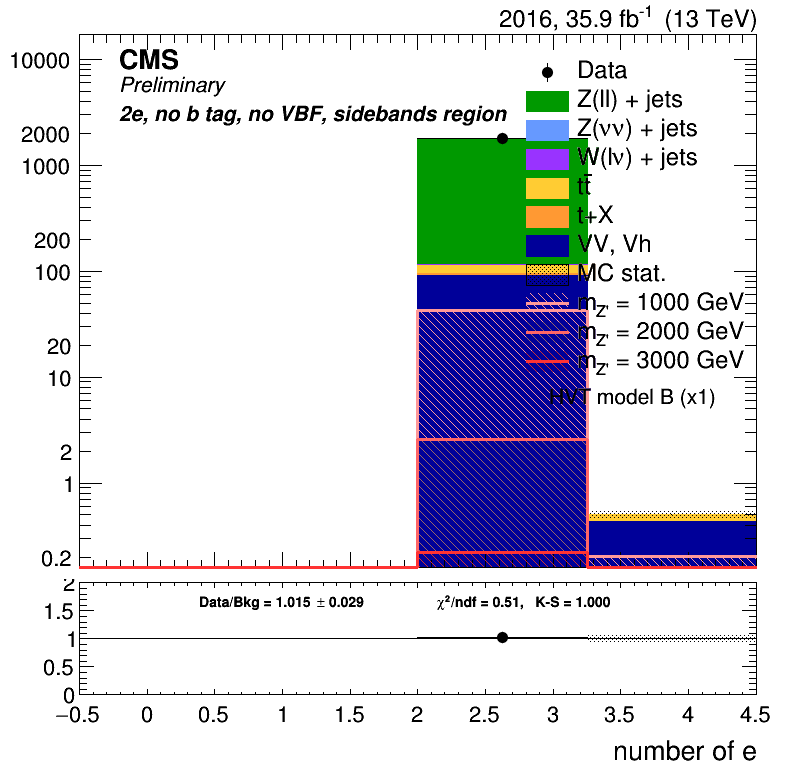 2016, 35.9 fb⁻¹ (13 TeV)
CMS
Preliminary
2e, no b tag, no VBF, sidebands region
Data
Z(ll) + jets
Z(νν) + jets
W(lν) + jets
tt̄
t+X
VV, Vh
MC stat.
m_Z' = 1000 GeV
m_Z' = 2000 GeV
m_Z' = 3000 GeV
HVT model B (x1)
10000
2000
1000
200
100
20
10
2
1
0.2
Data/Bkg = 1.015 ± 0.029 χ²/ndf = 0.51, K-S = 1.000
2
1.5
1
0.5
0
−0.5 0 0.5 1 1.5 2 2.5 3 3.5 4 4.5
number of e